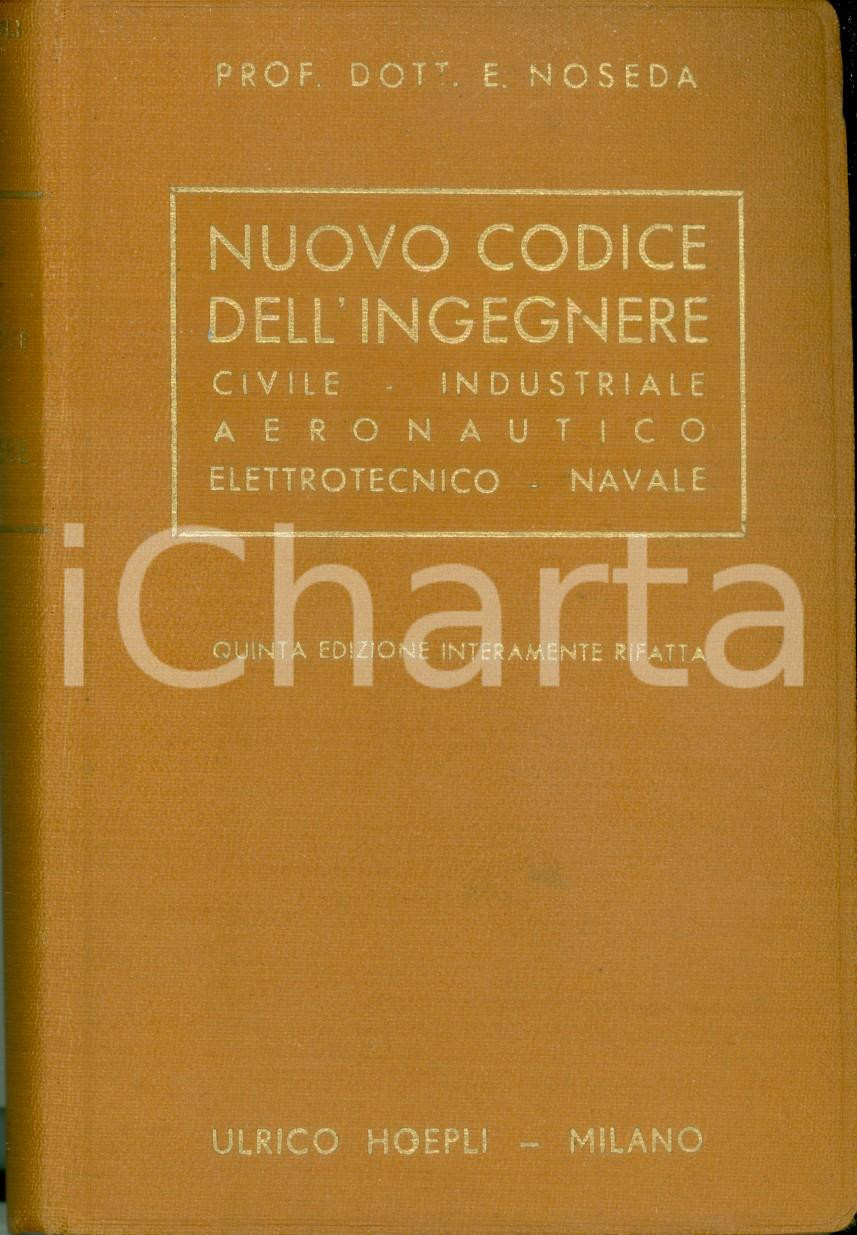 PROF. DOTT. E. NOSEDA
NUOVO CODICE
DELL'INGEGNERE
CIVILE - INDUSTRIALE
AERONAUTICO
ELETTROTECNICO - NAVALE
iCharta
QUINTA EDIZIONE INTERAMENTE RIFATTA
ULRICO HOEPLI - MILANO